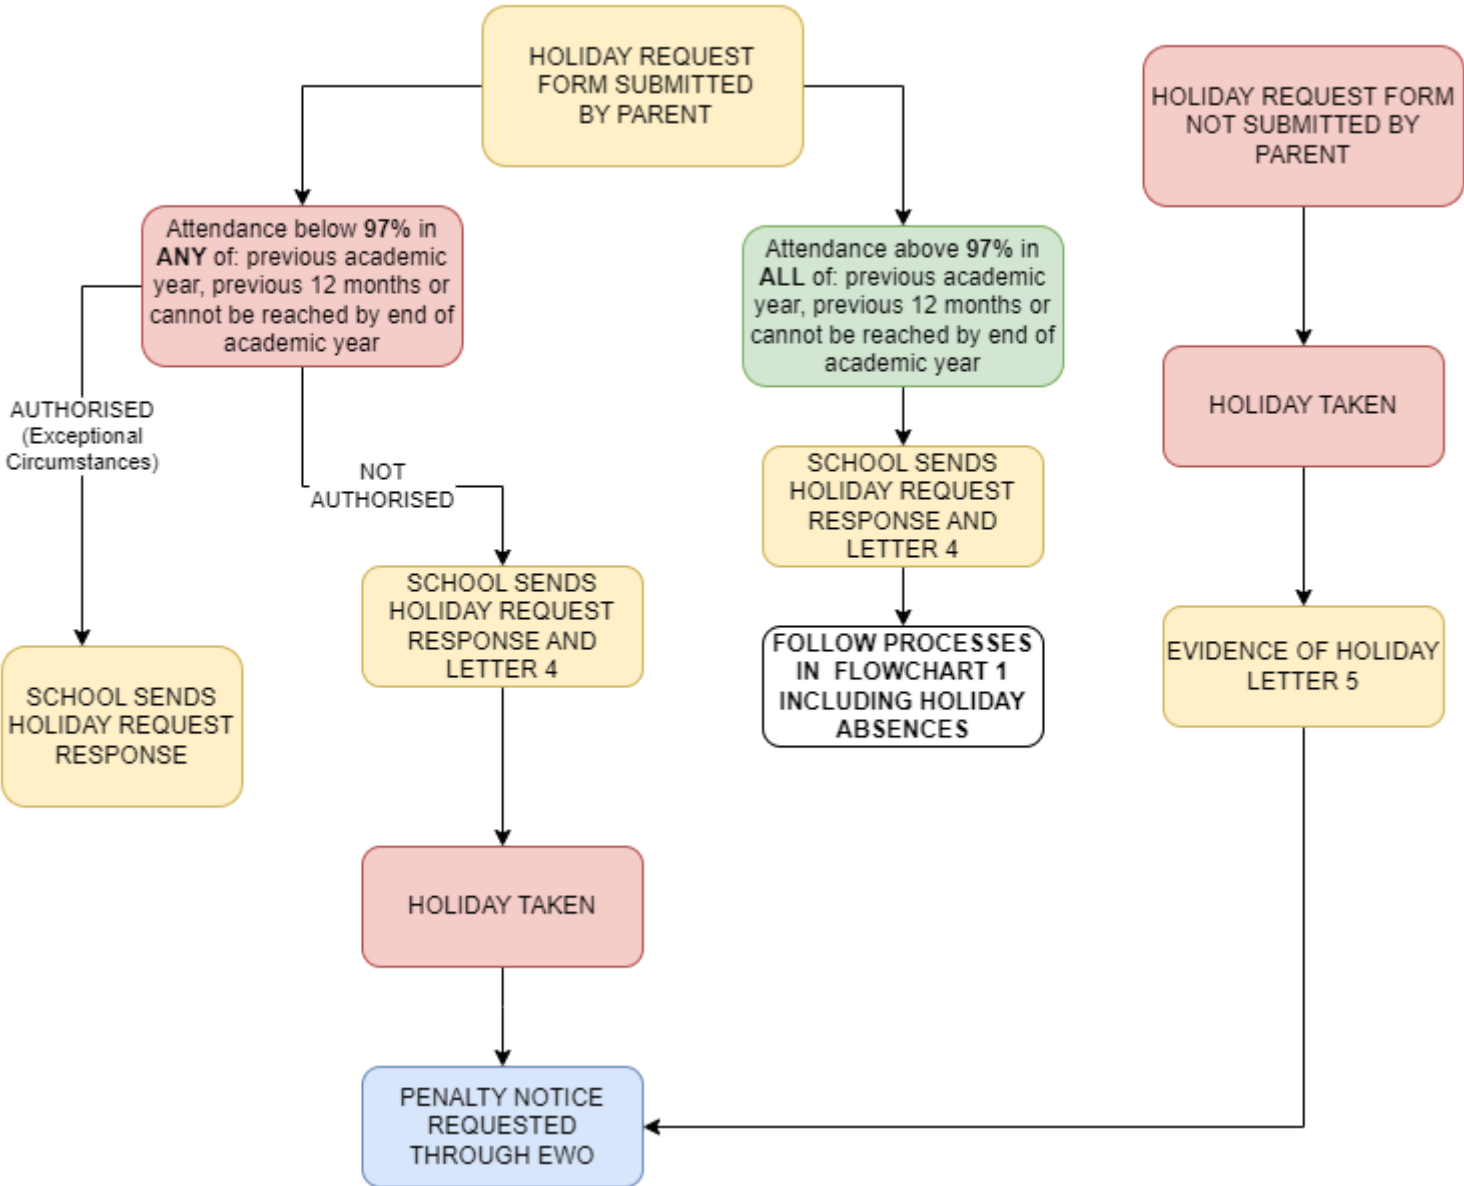 HOLIDAY REQUEST
FORM SUBMITTED
BY PARENT
HOLIDAY REQUEST FORM
NOT SUBMITTED BY
PARENT
Attendance below 97% in
ANY of: previous academic
year, previous 12 months or
cannot be reached by end of
academic year
Attendance above 97% in
ALL of: previous academic
year, previous 12 months or
cannot be reached by end of
academic year
HOLIDAY TAKEN
AUTHORISED
(Exceptional
Circumstances)
NOT
AUTHORISED
SCHOOL SENDS
HOLIDAY REQUEST
RESPONSE AND
LETTER 4
SCHOOL SENDS
HOLIDAY REQUEST
RESPONSE AND
LETTER 4
FOLLOW PROCESSES
IN FLOWCHART 1
INCLUDING HOLIDAY
ABSENCES
EVIDENCE OF HOLIDAY
LETTER 5
SCHOOL SENDS
HOLIDAY REQUEST
RESPONSE
HOLIDAY TAKEN
PENALTY NOTICE
REQUESTED
THROUGH EWO